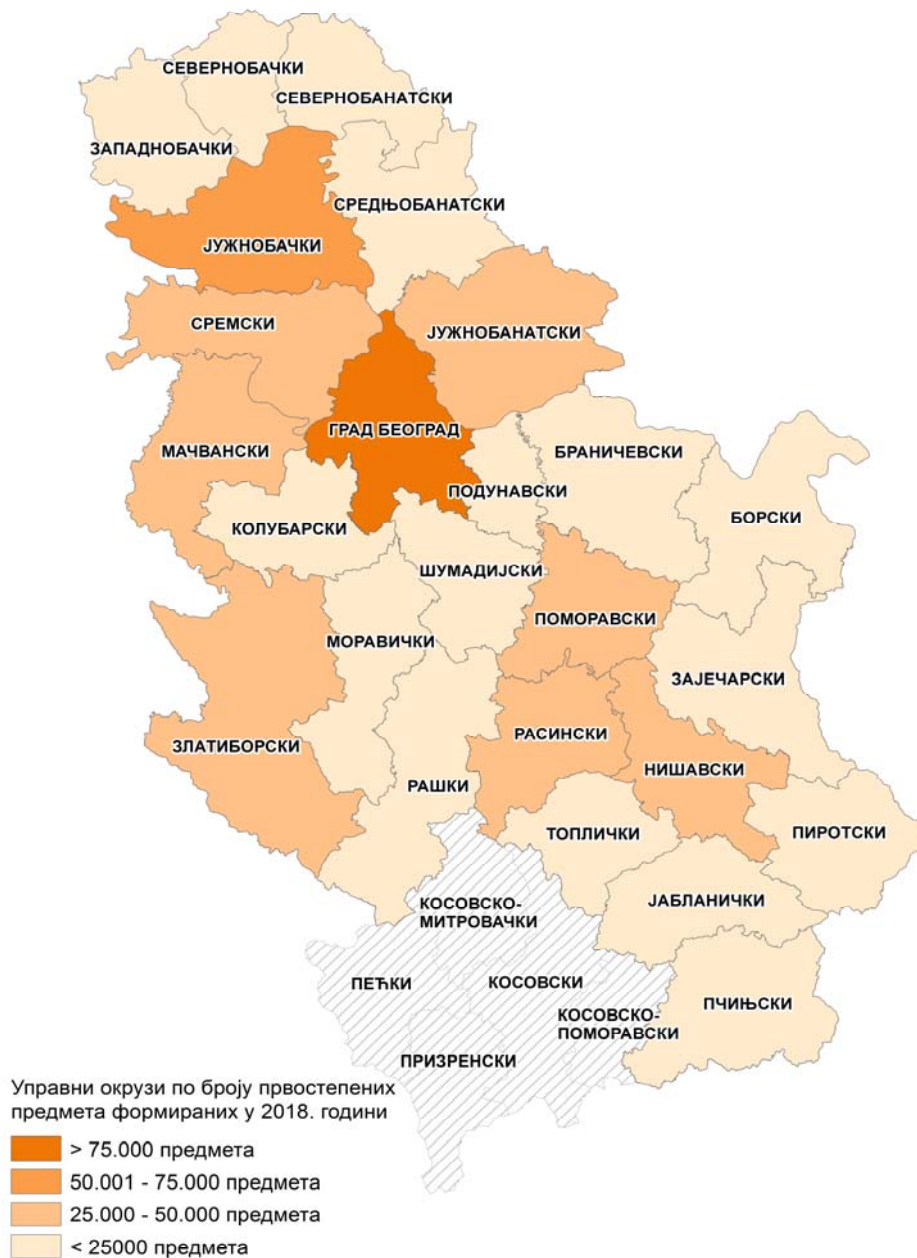 СЕВЕРНОБАЧКИ
СЕВЕРНОБАНАТСКИ
ЗАПАДНОБАЧКИ
СРЕДЊОБАНАТСКИ
ЈУЖНОБАЧКИ
СРЕМСКИ
ЈУЖНОБАНАТСКИ
ГРАД БЕОГРАД
МАЧВАНСКИ
БРАНИЧЕВСКИ
ПОДУНАВСКИ
БОРСКИ
КОЛУБАРСКИ
ШУМАДИЈСКИ
ПОМОРАВСКИ
МОРАВИЧКИ
ЗАЈЕЧАРСКИ
РАСИНСКИ
ЗЛАТИБОРСКИ
НИШАВСКИ
РАШКИ
ТОПЛИЧКИ
ПИРОТСКИ
ЈАБЛАНИЧКИ
КОСОВСКО-
МИТРОВАЧКИ
ПЕЋКИ
КОСОВСКИ
ПЧИЊСКИ
КОСОВСКО-
ПОМОРАВСКИ
ПРИЗРЕНСКИ
Управни окрузи по броју првостепених
предмета формираних у 2018. години
> 75.000 предмета
50.001 - 75.000 предмета
25.000 - 50.000 предмета
< 25000 предмета